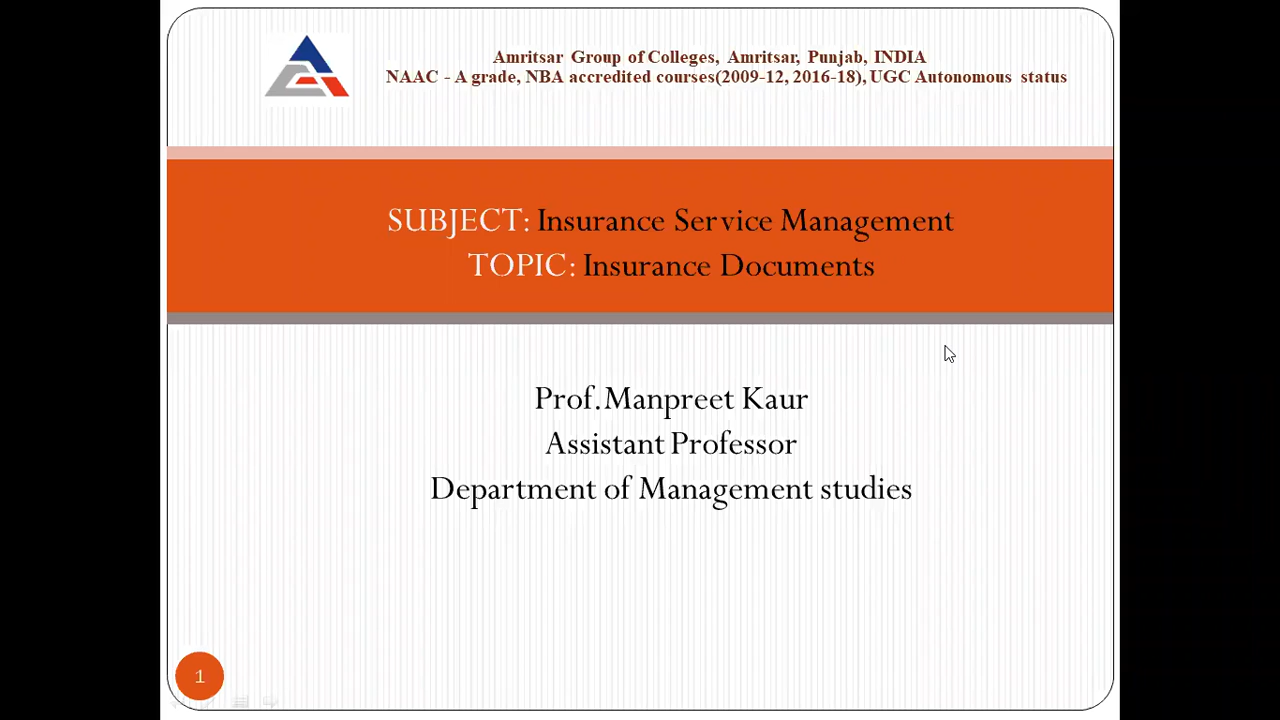 Amritsar Group of Colleges, Amritsar, Punjab, INDIA
NAAC - A grade, NBA accredited courses(2009-12, 2016-18), UGC Autonomous status
SUBJECT: Insurance Service Management
TOPIC: Insurance Documents
Prof.Manpreet Kaur
Assistant Professor
Department of Management studies
1